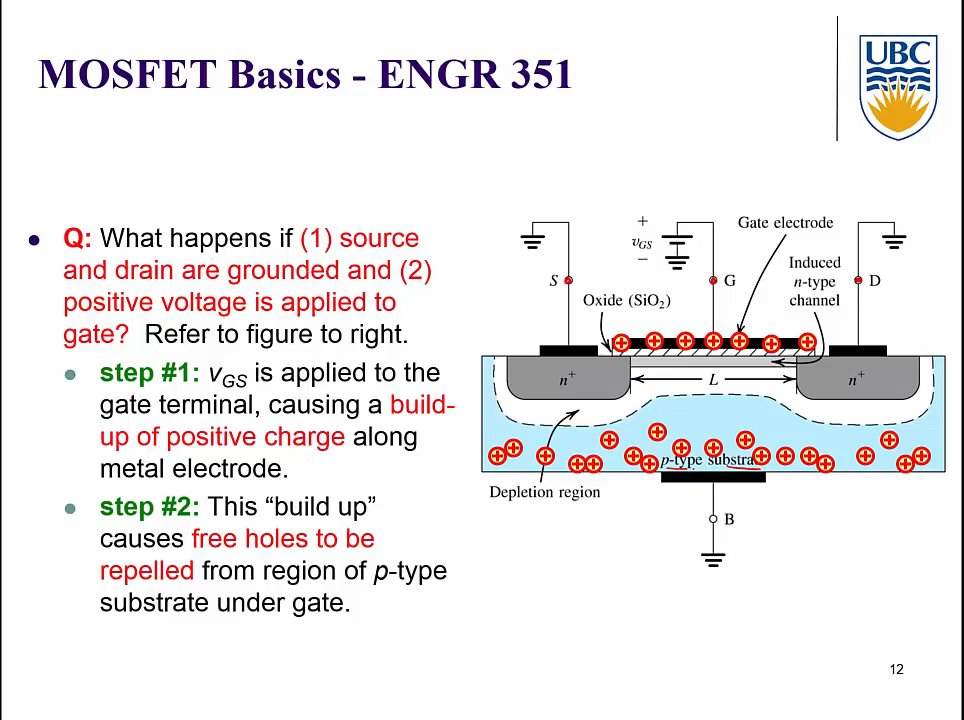 MOSFET Basics - ENGR 351
UBC
Q: What happens if (1) source
and drain are grounded and (2)
positive voltage is applied to
gate? Refer to figure to right.
step #1: vGS is applied to the
gate terminal, causing a build-
up of positive charge along
metal electrode.
step #2: This “build up”
causes free holes to be
repelled from region of p-type
substrate under gate.
+
vGS
−
Gate electrode
S
G
Induced
n-type
channel
D
Oxide (SiO2)
n+
L
n+
p-type substra
Depletion region
B
12